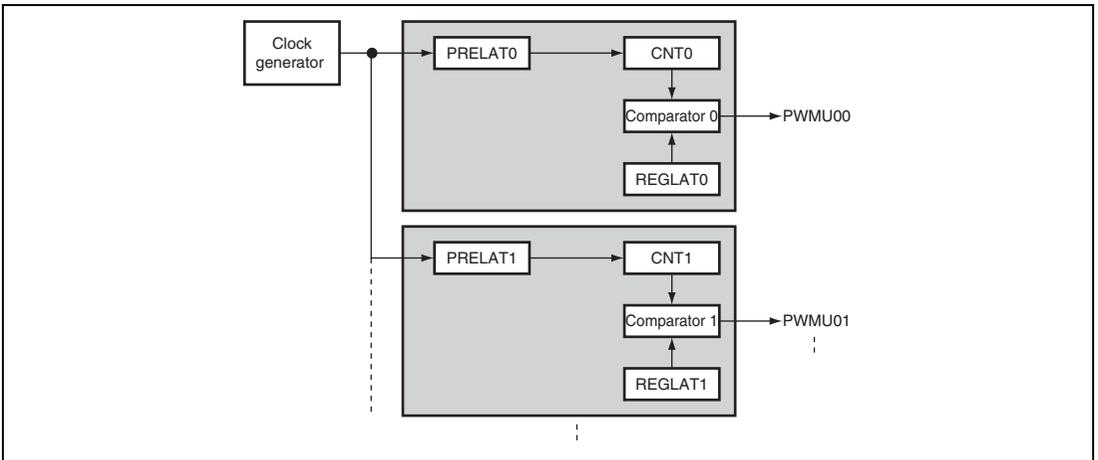 Clock
generator
PRELAT0
CNT0
Comparator 0
PWMU00
REGLAT0
PRELAT1
CNT1
Comparator 1
PWMU01
REGLAT1